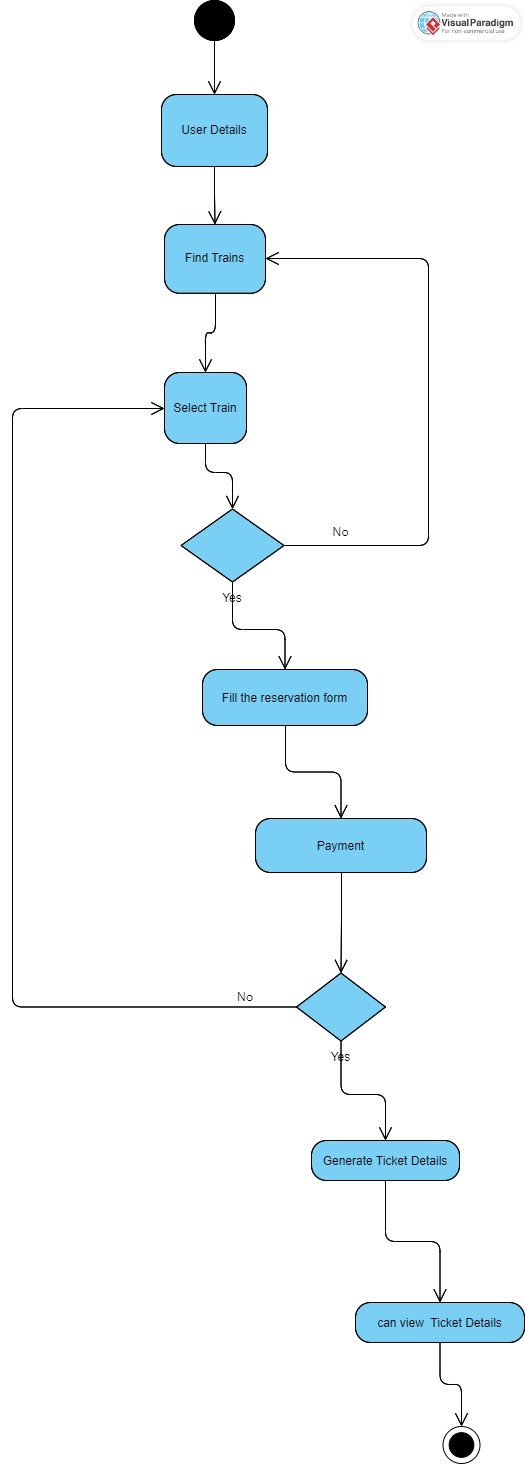 Made with
Visual Paradigm
For non-commercial use
User Details
Find Trains
Select Train
No
Yes
Fill the reservation form
Payment
No
Yes
Generate Ticket Details
can view  Ticket Details